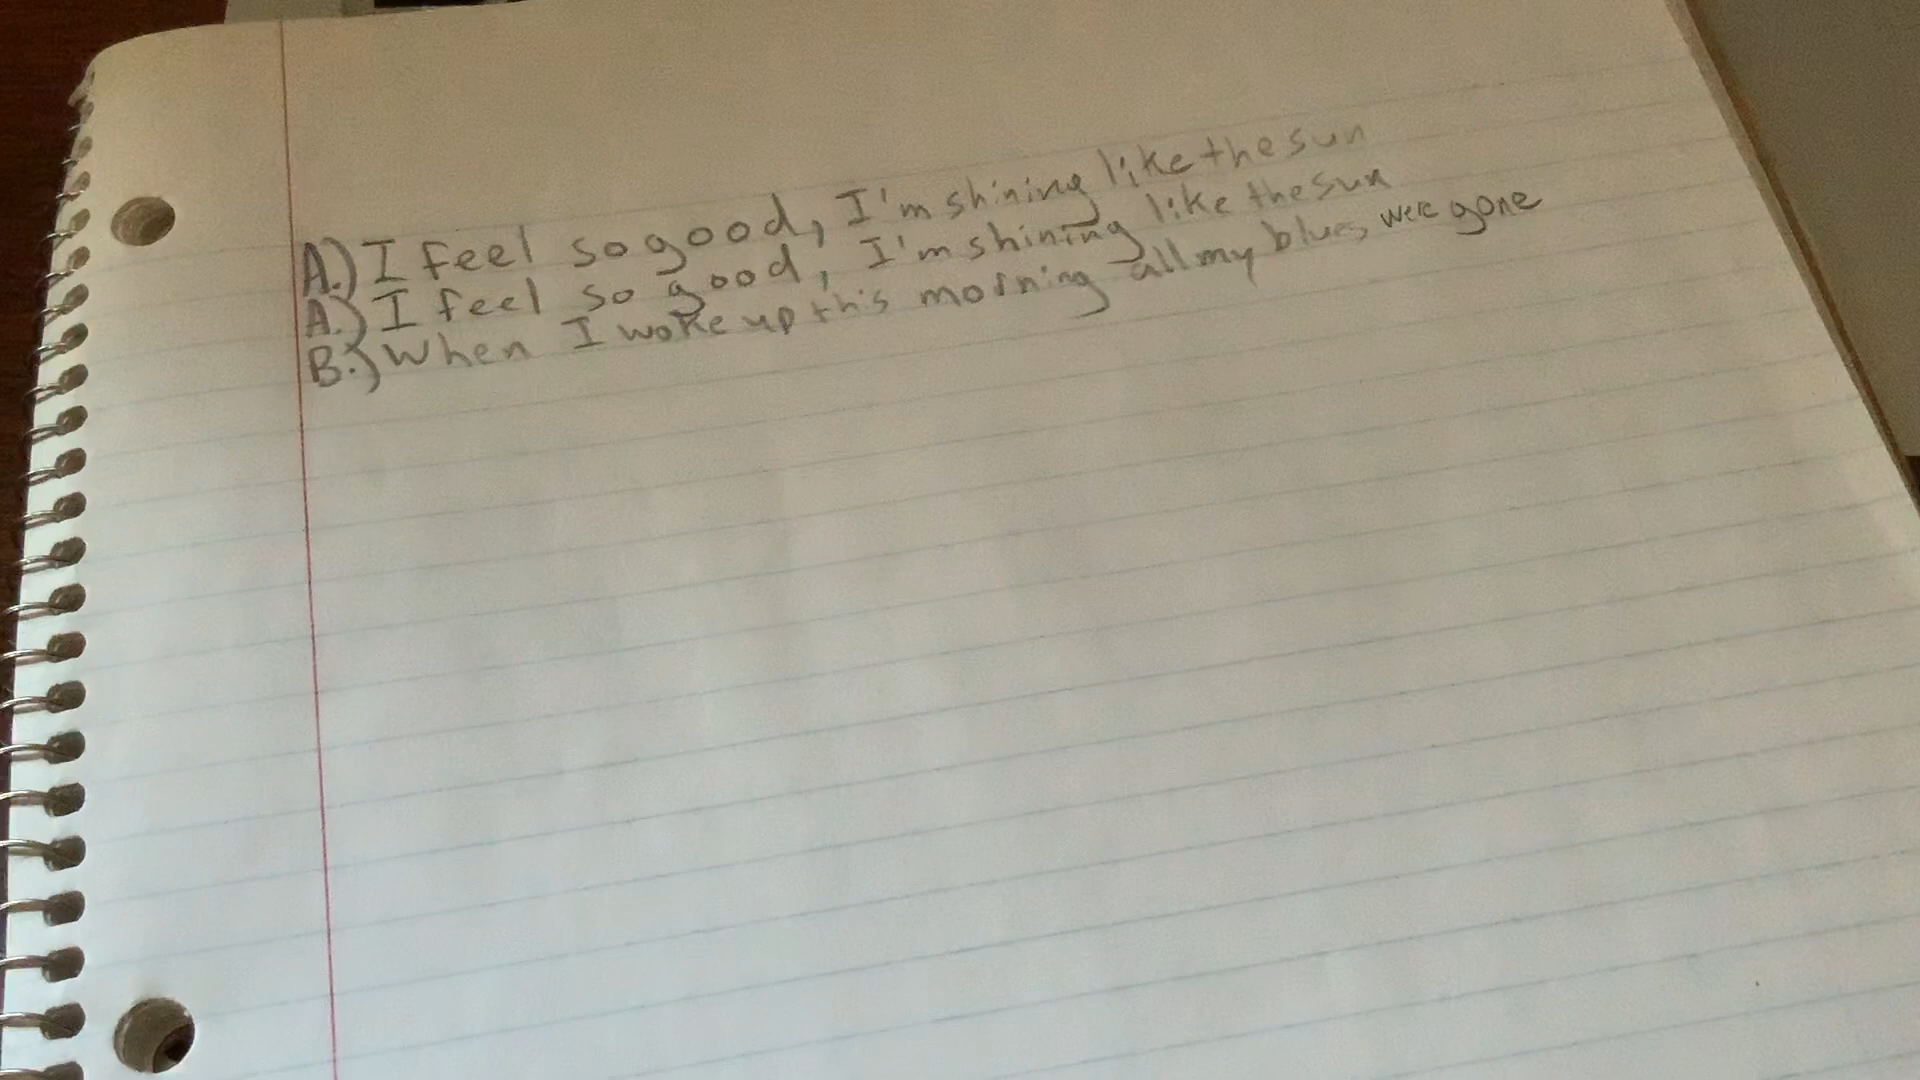 A.) I feel so good, I'm shining like the sun
A.) I feel so good, I'm shining like the sun
B.) When I woke up this morning all my blues were gone